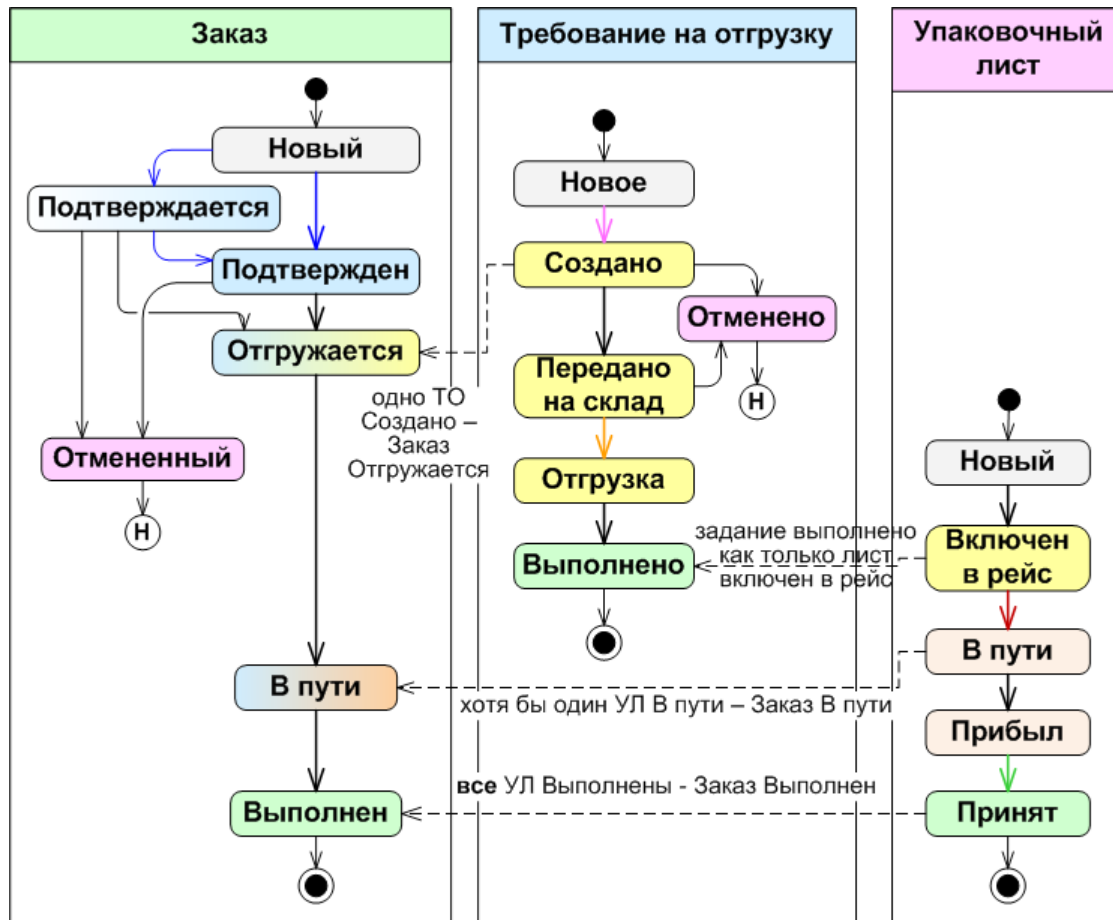 Заказ
Новый
Подтверждается
Подтвержден
Отгружается
Отмененный
Н
В пути
Выполнен
Требование на отгрузку
Новое
Создано
Отменено
Передано
на склад
Н
одно ТО
Создано –
Заказ
Отгружается
Отгрузка
Выполнено
Упаковочный
лист
Новый
задание выполнено
как только лист
включен в рейс
Включен
в рейс
В пути
хотя бы один УЛ В пути – Заказ В пути
Прибыл
все УЛ Выполнены - Заказ Выполнен
Принят